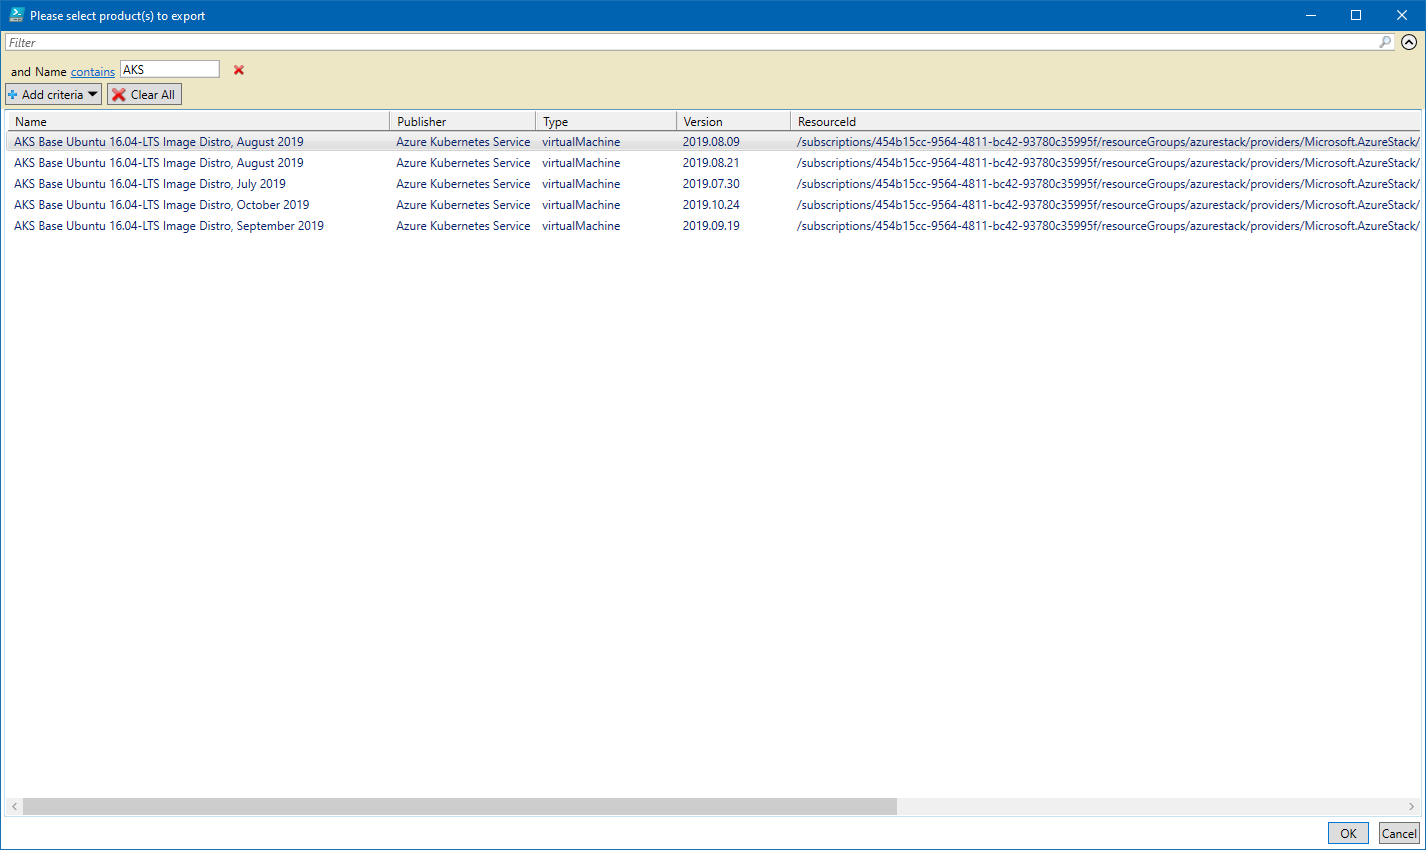 Please select product(s) to export
Filter
and Name contains AKS
Add criteria Clear All
Name Publisher Type Version ResourceId
AKS Base Ubuntu 16.04-LTS Image Distro, August 2019 Azure Kubernetes Service virtualMachine 2019.08.09 /subscriptions/454b15cc-9564-4811-bc42-93780c35995f/resourceGroups/azurestack/providers/Microsoft.AzureStack/
AKS Base Ubuntu 16.04-LTS Image Distro, August 2019 Azure Kubernetes Service virtualMachine 2019.08.21 /subscriptions/454b15cc-9564-4811-bc42-93780c35995f/resourceGroups/azurestack/providers/Microsoft.AzureStack/
AKS Base Ubuntu 16.04-LTS Image Distro, July 2019 Azure Kubernetes Service virtualMachine 2019.07.30 /subscriptions/454b15cc-9564-4811-bc42-93780c35995f/resourceGroups/azurestack/providers/Microsoft.AzureStack/
AKS Base Ubuntu 16.04-LTS Image Distro, October 2019 Azure Kubernetes Service virtualMachine 2019.10.24 /subscriptions/454b15cc-9564-4811-bc42-93780c35995f/resourceGroups/azurestack/providers/Microsoft.AzureStack/
AKS Base Ubuntu 16.04-LTS Image Distro, September 2019 Azure Kubernetes Service virtualMachine 2019.09.19 /subscriptions/454b15cc-9564-4811-bc42-93780c35995f/resourceGroups/azurestack/providers/Microsoft.AzureStack/
OK Cancel